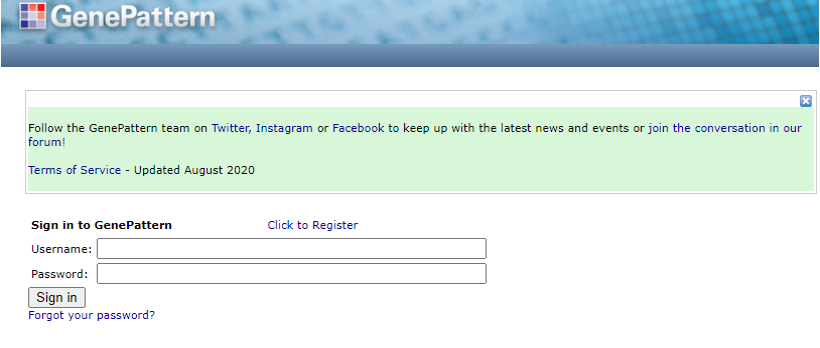 GenePattern
Follow the GenePattern team on Twitter, Instagram or Facebook to keep up with the latest news and events or join the conversation in our
forum!
Terms of Service - Updated August 2020
Sign in to GenePattern Click to Register
Username:
Password:
Sign in
Forgot your password?